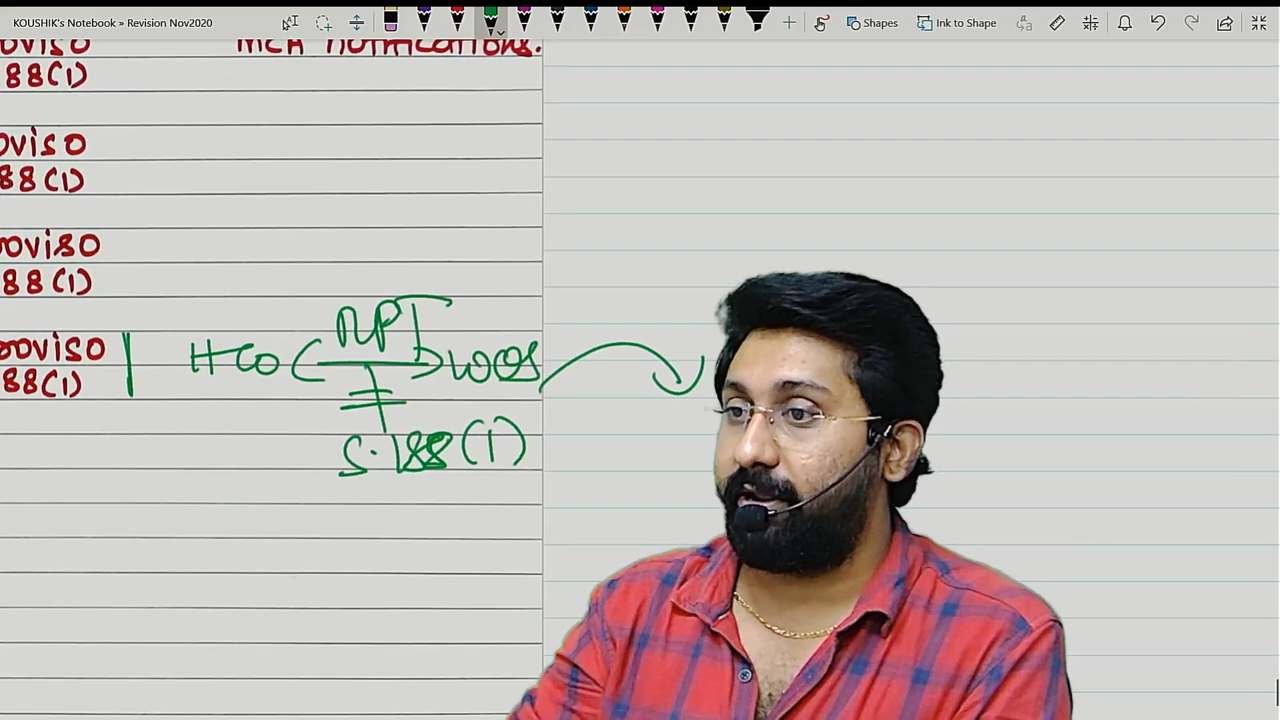 KOUSHIK's Notebook » Revision Nov2020
Shapes
Ink to Shape
oviso
MCA notifications.
88(1)
oviso
88(1)
oviso
88(1)
RPT
roviso
HCO
WOS
88(1)
S.188(1)